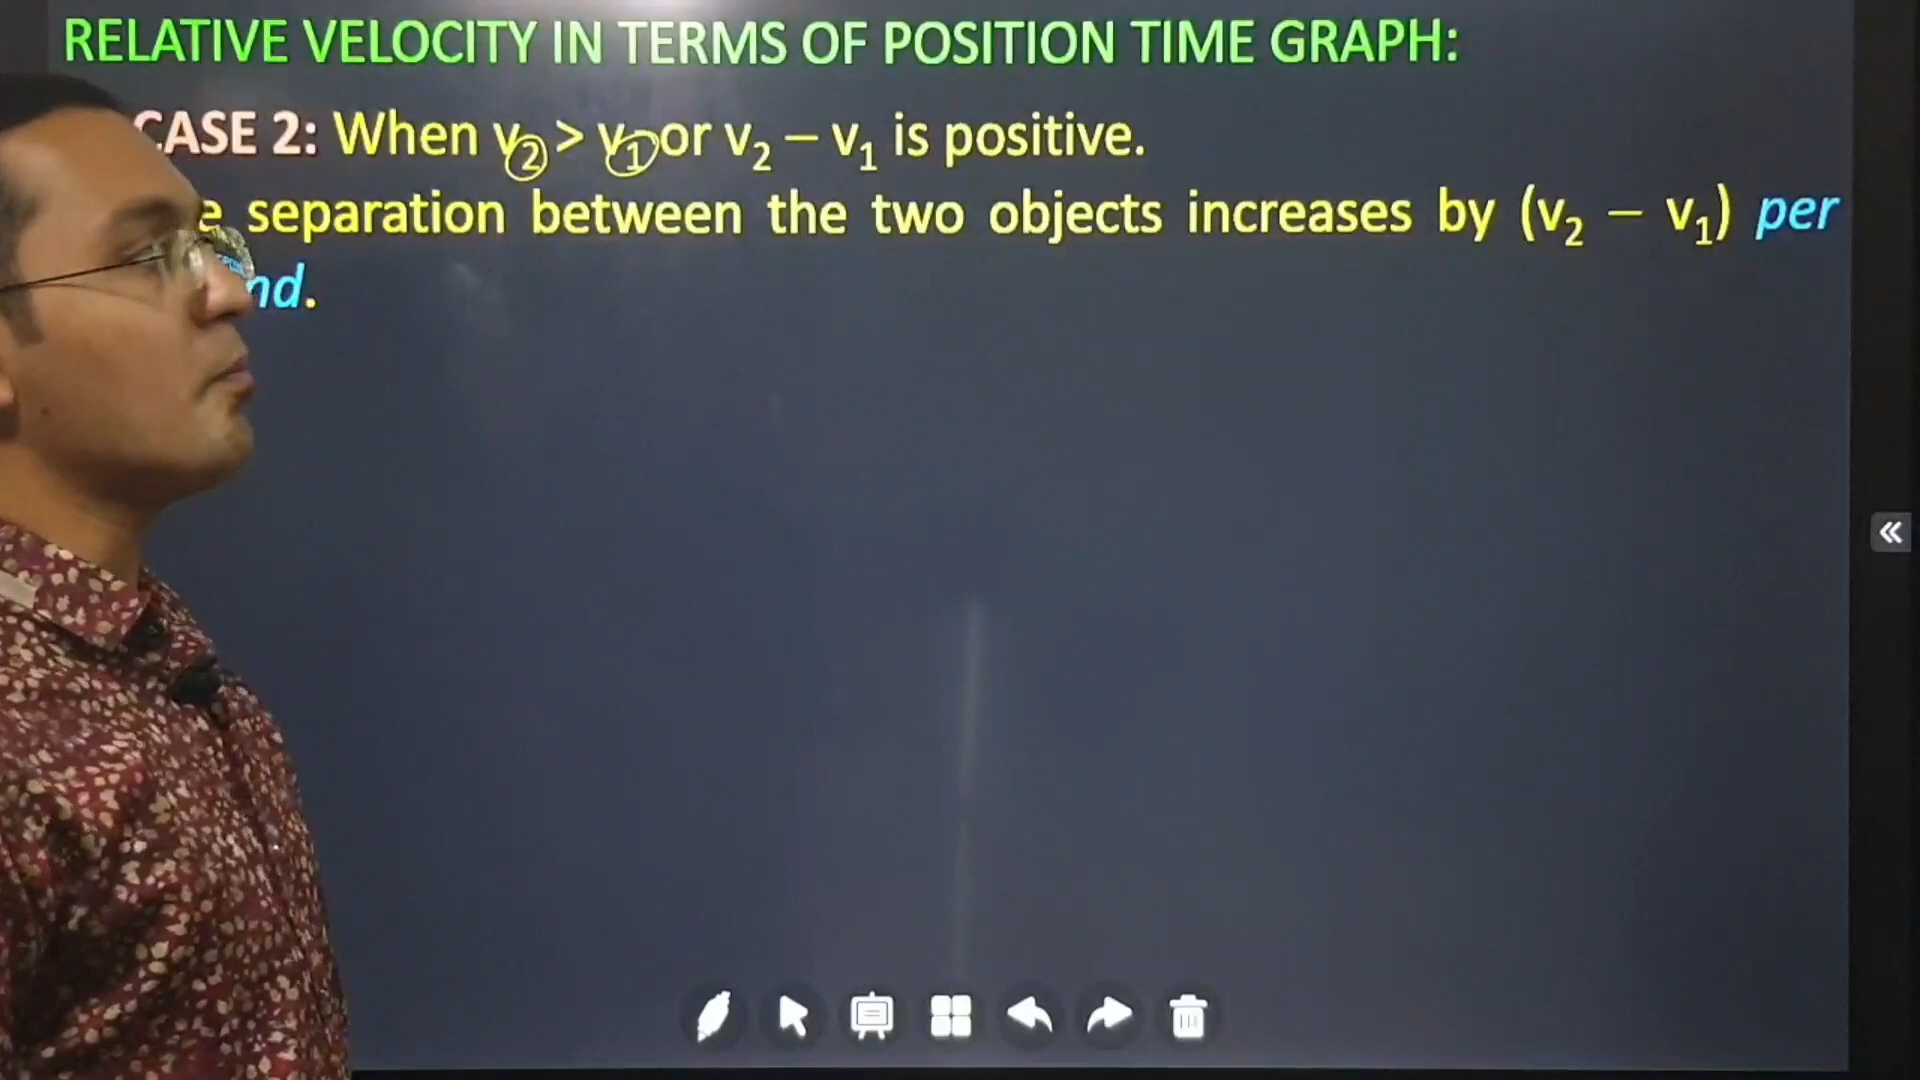 RELATIVE VELOCITY IN TERMS OF POSITION TIME GRAPH:
CASE 2: When v₂ > v₁ or v₂ – v₁ is positive.
separation between the two objects increases by (v₂ – v₁) per